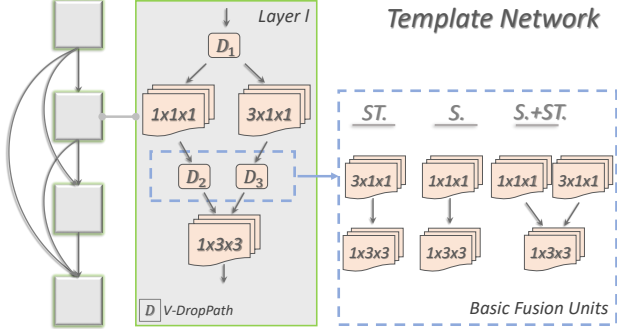 Layer I
Template Network
D1
1x1x1
3x1x1
D2
D3
1x3x3
D V-DropPath
ST.
S.
S.+ST.
3x1x1
1x1x1
1x1x1
3x1x1
1x3x3
1x3x3
1x3x3
Basic Fusion Units